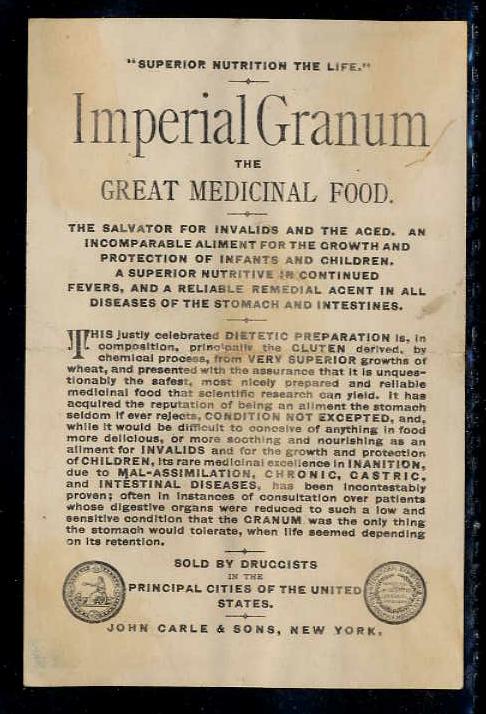 "SUPERIOR NUTRITION THE LIFE."
Imperial Granum
THE
GREAT MEDICINAL FOOD.
THE SALVATOR FOR INVALIDS AND THE AGED. AN
INCOMPARABLE ALIMENT FOR THE GROWTH AND
PROTECTION OF INFANTS AND CHILDREN.
A SUPERIOR NUTRITIVE IN CONTINUED
FEVERS, AND A RELIABLE REMEDIAL AGENT IN ALL
DISEASES OF THE STOMACH AND INTESTINES.
THIS justly celebrated DIETETIC PREPARATION is, in
composition, principally the GLUTEN derived, by
chemical process, from VERY SUPERIOR growths of
wheat, and presented with the assurance that it is unques-
tionably the safest, most nicely prepared and reliable
medicinal food that scientific research can yield. It has
acquired the reputation of being an aliment the stomach
seldom if ever rejects, CONDITION NOT EXCEPTED, and,
while it would be difficult to conceive of anything in food
more delicious, or more soothing and nourishing as an
aliment for INVALIDS and for the growth and protection
of CHILDREN, its rare medicinal excellence in INANITION,
due to MAL-ASSIMILATION, CHRONIC, GASTRIC,
and INTESTINAL DISEASES, has been incontestably
proven; often in instances of consultation over patients
whose digestive organs were reduced to such a low and
sensitive condition that the GRANUM was the only thing
the stomach would tolerate, when life seemed depending
on its retention.
SOLD BY DRUGGISTS
IN THE
PRINCIPAL CITIES OF THE UNITED
STATES.
JOHN CARLE & SONS, NEW YORK.